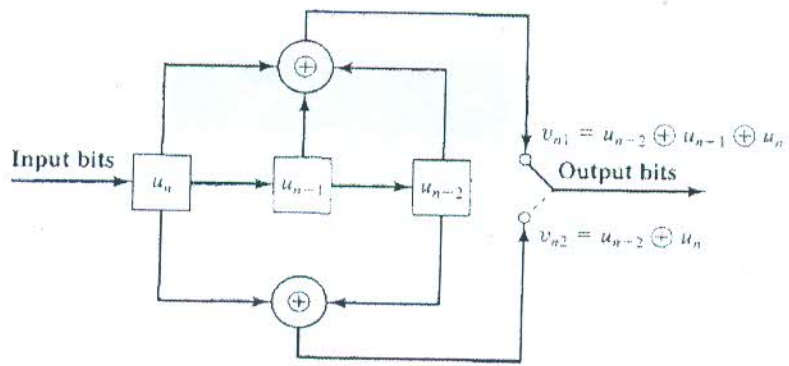 ⊕
v_{n1} = u_{n-2} ⊕ u_{n-1} ⊕ u_n
Input bits
u_n
u_{n-1}
u_{n-2}
Output bits
v_{n2} = u_{n-2} ⊕ u_n
⊕